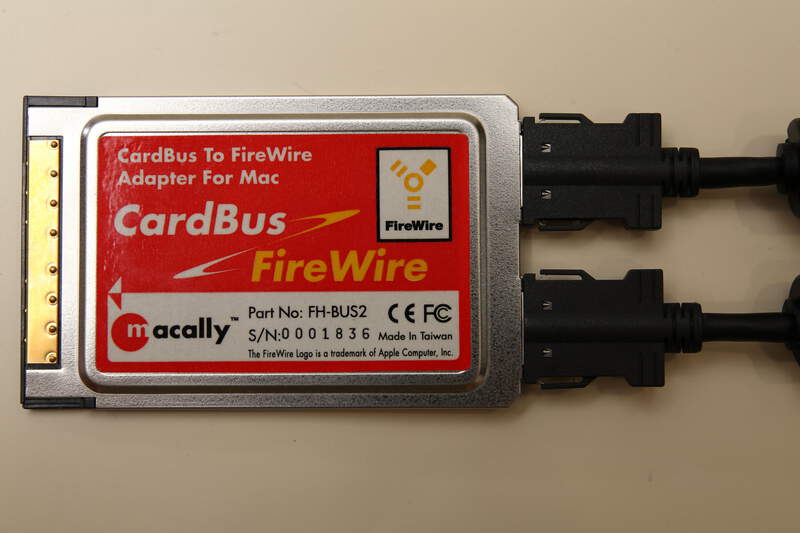 CardBus To FireWire
Adapter For Mac
CardBus
FireWire
FireWire
macally™
Part No: FH-BUS2
S/N:0001836
CE FC
Made In Taiwan
The FireWire Logo is a trademark of Apple Computer, Inc.